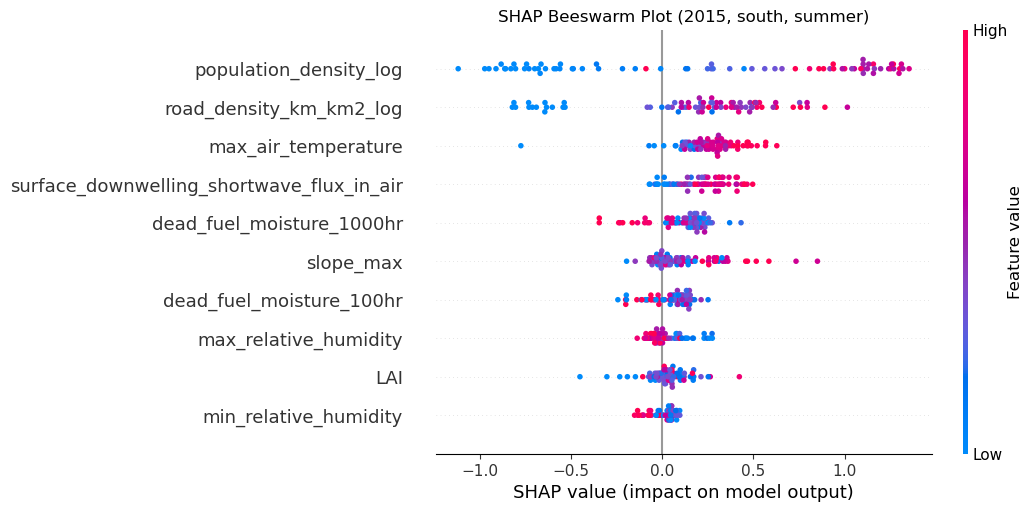 SHAP Beeswarm Plot (2015, south, summer)
High
population_density_log
road_density_km_km2_log
max_air_temperature
surface_downwelling_shortwave_flux_in_air
dead_fuel_moisture_1000hr
slope_max
dead_fuel_moisture_100hr
max_relative_humidity
LAI
min_relative_humidity
Feature value
Low
−1.0 −0.5 0.0 0.5 1.0
SHAP value (impact on model output)